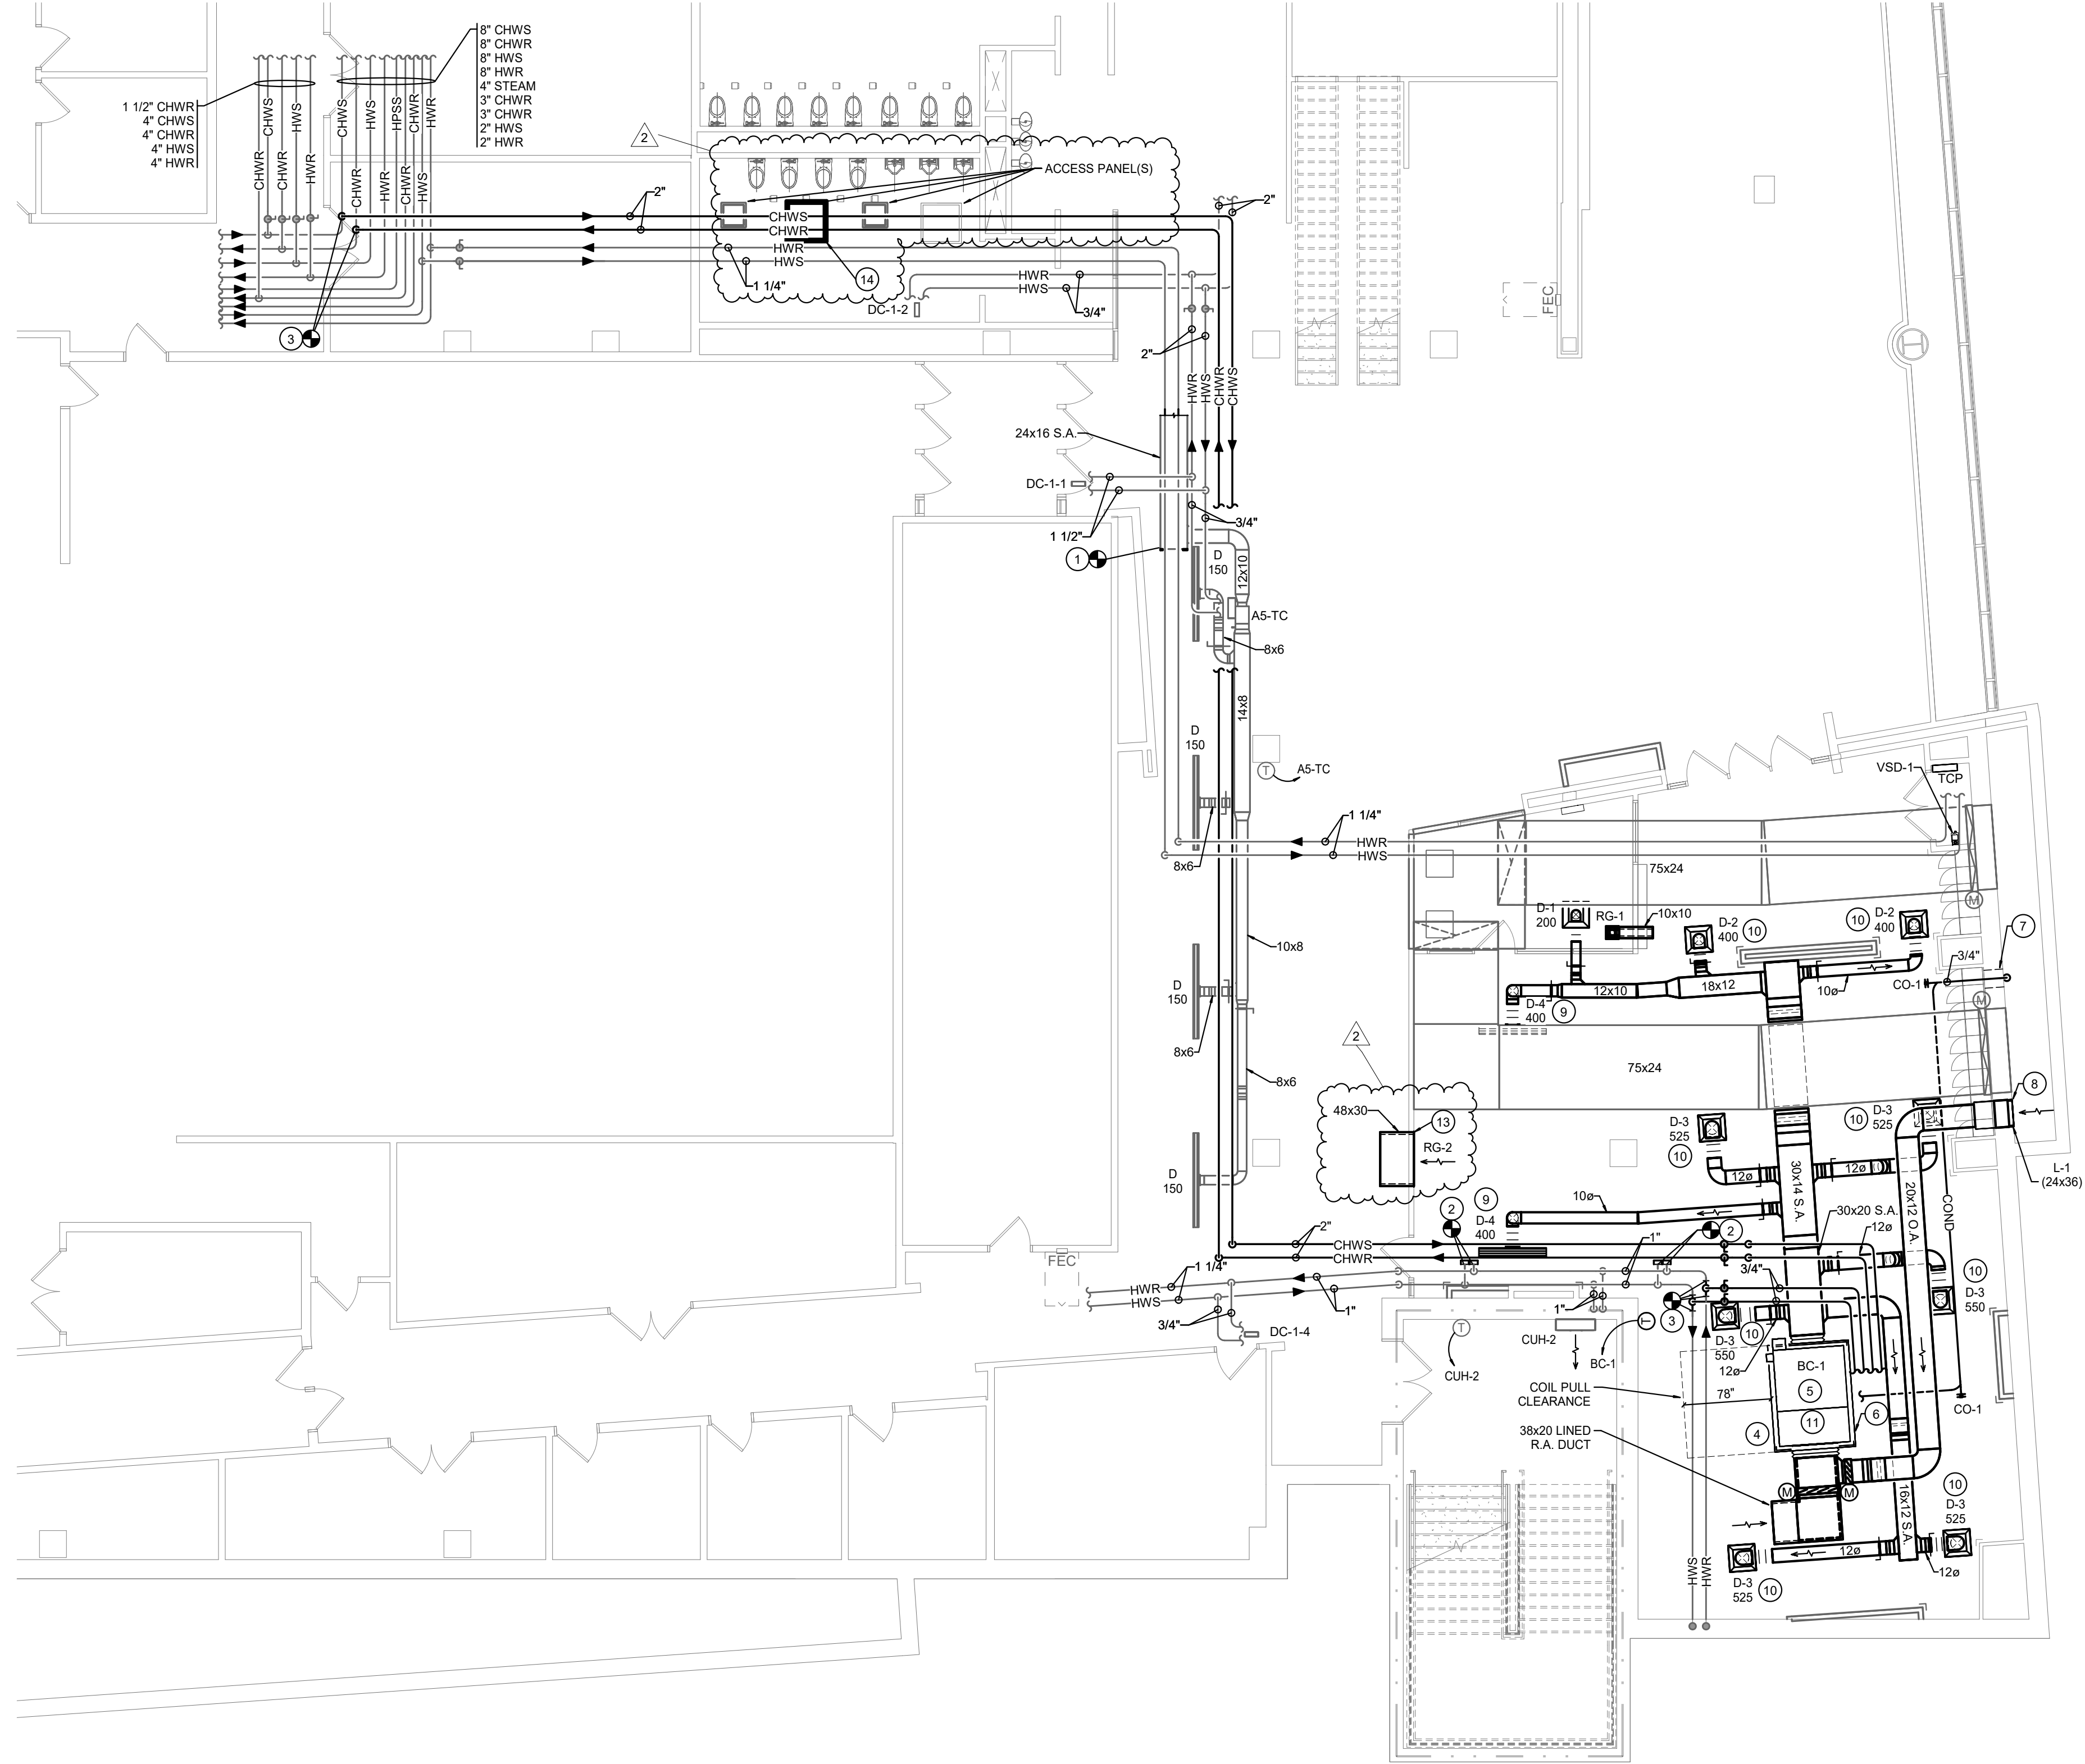 8" CHWS
8" CHWR
8" HWS
8" HWR
4" STEAM
3" CHWR
3" CHWR
2" HWS
2" HWR
1 1/2" CHWR
4" CHWS
4" CHWR
4" HWS
4" HWR
CHWR
CHWS
CHWR
HWS
HWR
CHWS
CHWR
HWS
HWR
HPSS
CHWR
CHWR
HWS
HWR
2
ACCESS PANEL(S)
2"
CHWS
CHWR
HWR
HWS
1 1/4"
14
2"
HWR
HWS
3/4"
DC-1-2
3
2"
HWR
HWS
CHWR
CHWS
FEC
24x16 S.A.
DC-1-1
1 1/2"
3/4"
1
D
150
12x10
A5-TC
8x6
14x8
D
150
T
A5-TC
8x6
1 1/4"
HWR
HWS
VSD-1
TCP
75x24
M
D-1
200
RG-1
10x10
D-2
400
10
10
D-2
400
7
3/4"
CO-1
M
10x8
D
150
8x6
12x10
18x12
10ø
D-4
400
9
2
75x24
8x6
48x30
13
RG-2
D-3
525
10
10
D-3
525
8
L-1
(24x36)
12ø
12ø
30x14 S.A.
20x12 O.A.
COND
D
150
10ø
9
D-4
400
2
2"
CHWS
CHWR
1"
2
30x20 S.A.
12ø
3/4"
10
D-3
550
FEC
HWR
HWS
1 1/4"
1"
3/4"
DC-1-4
1"
3
T
CUH-2
CUH-2
T
BC-1
D-3
550
10
12ø
BC-1
5
11
6
4
COIL PULL
CLEARANCE
78"
CO-1
38x20 LINED
R.A. DUCT
M
M
16x12 S.A.
10
D-3
525
12ø
12ø
D-3
525
10
HWS
HWR